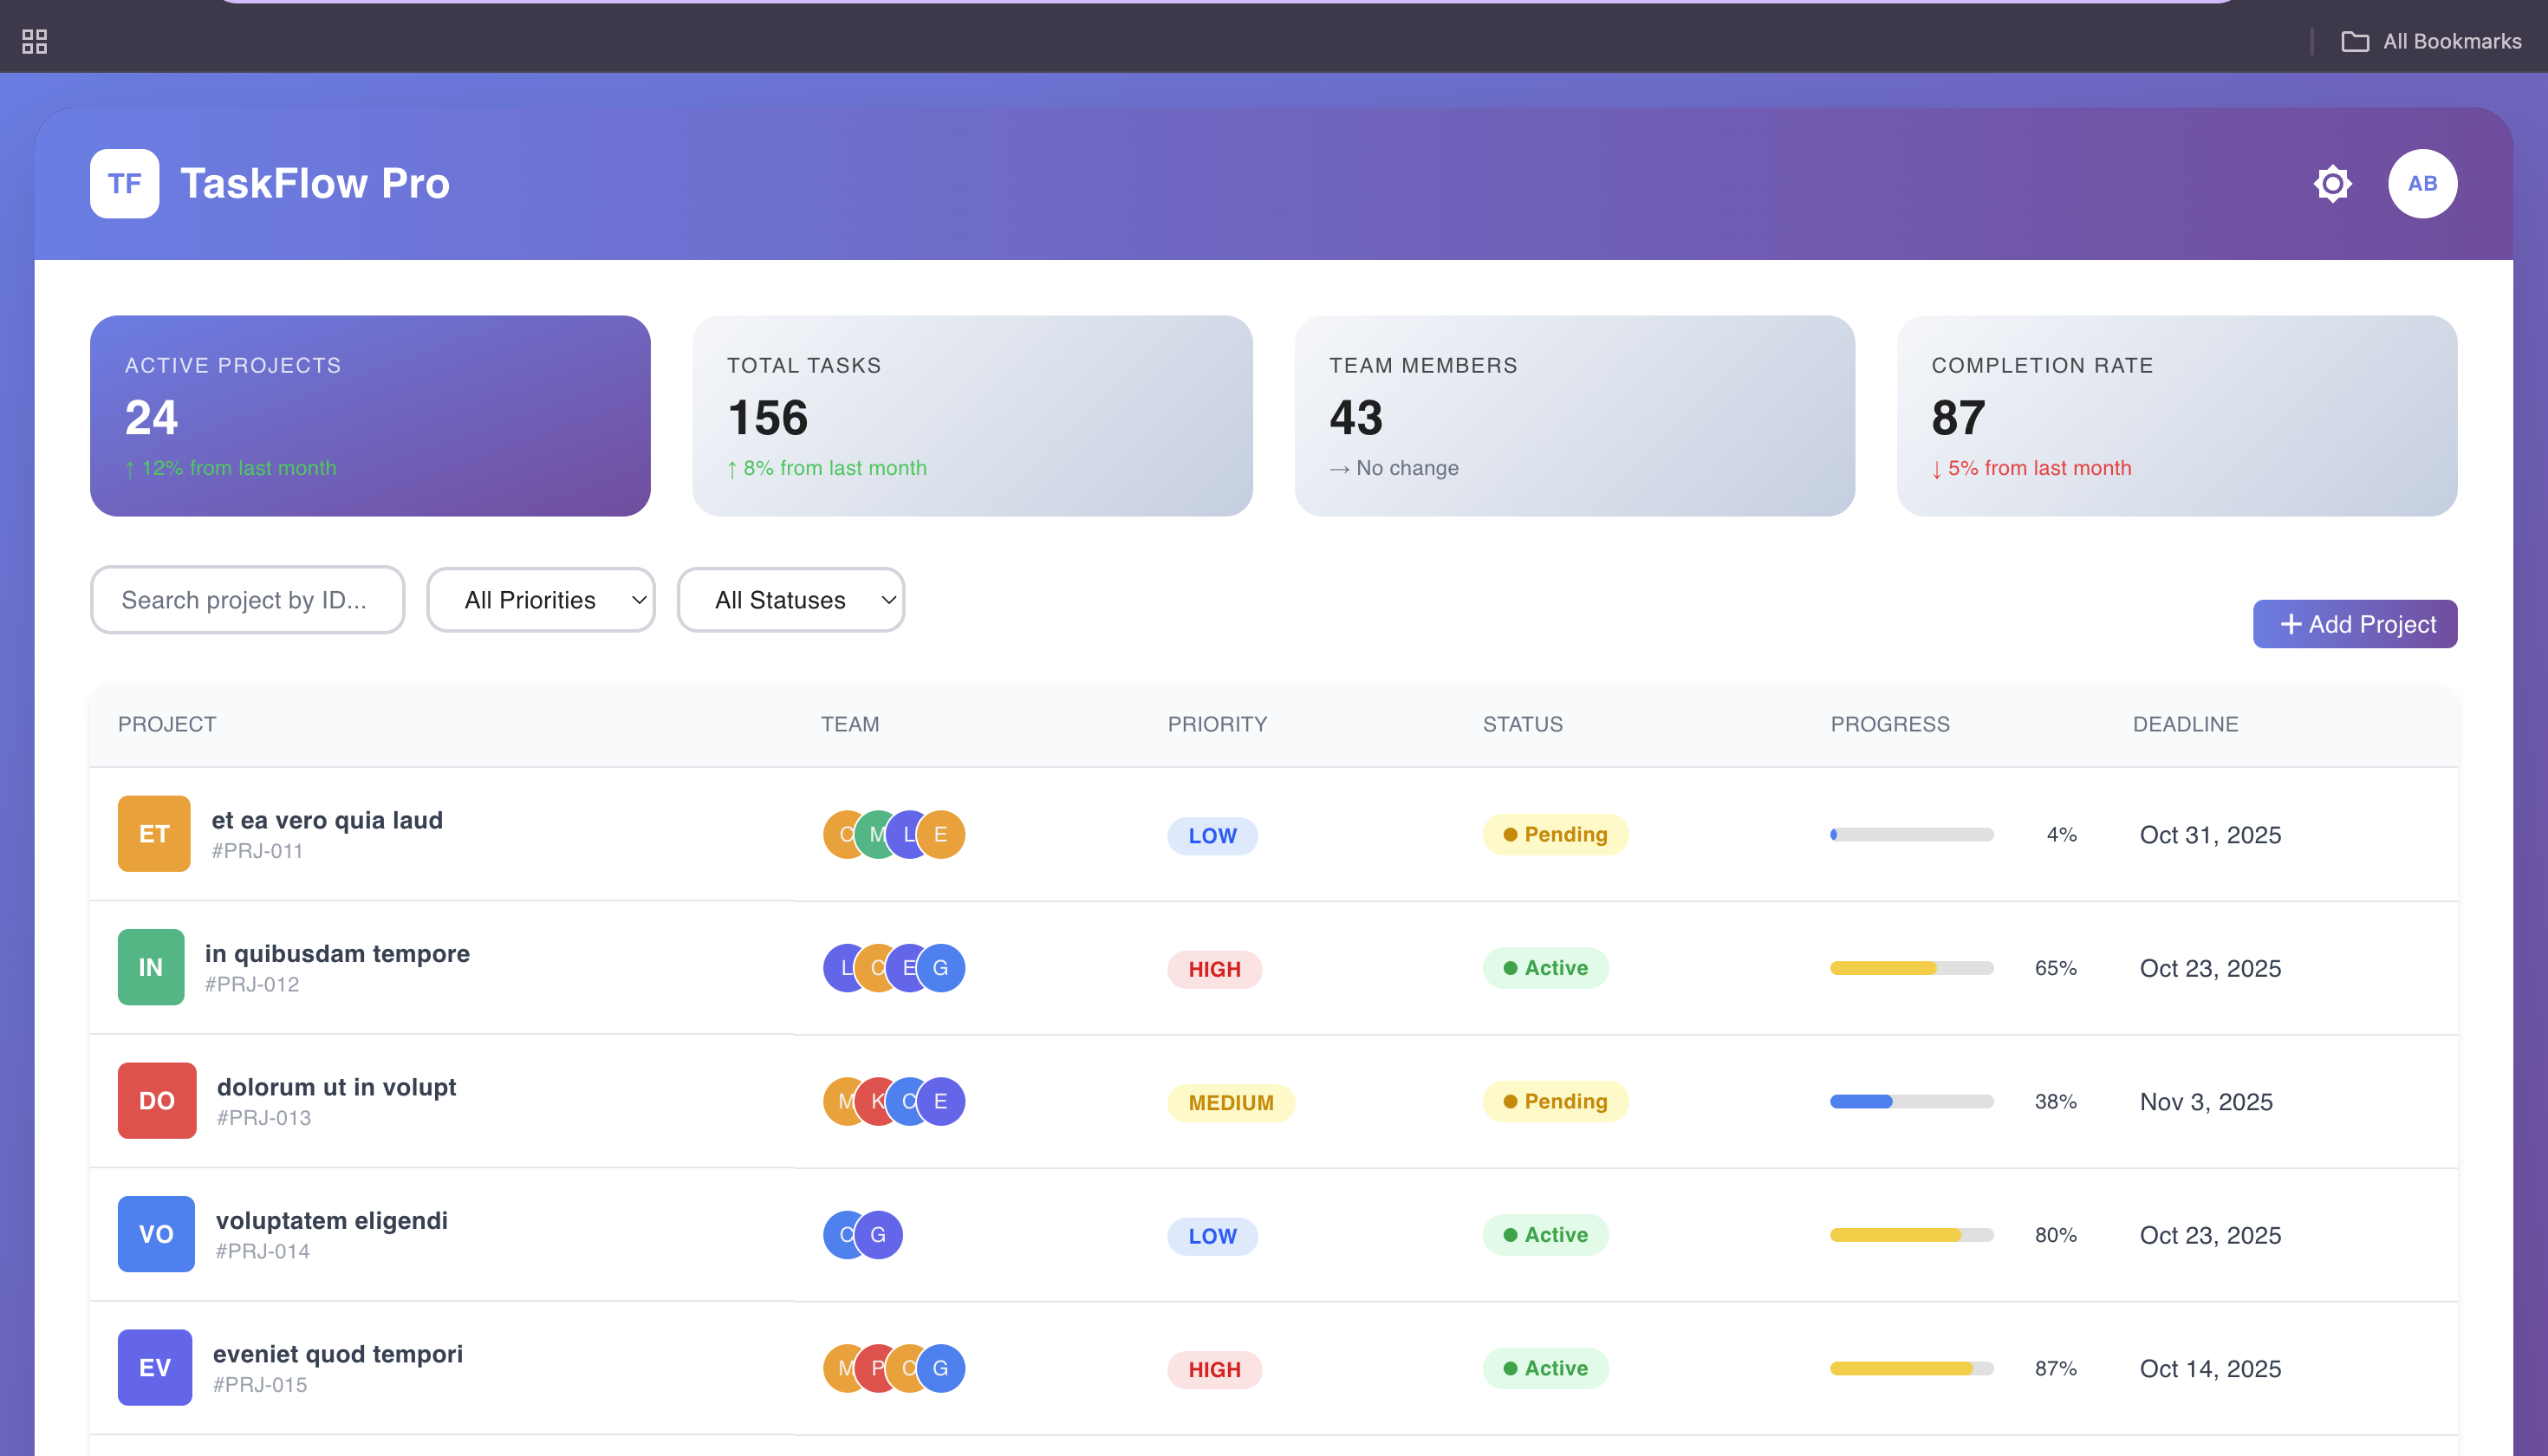 All Bookmarks
TF TaskFlow Pro AB
ACTIVE PROJECTS
24
↑ 12% from last month
TOTAL TASKS
156
↑ 8% from last month
TEAM MEMBERS
43
→ No change
COMPLETION RATE
87
↓ 5% from last month
Search project by ID... All Priorities All Statuses
+ Add Project
PROJECT TEAM PRIORITY STATUS PROGRESS DEADLINE
ET et ea vero quia laud
#PRJ-011
C M L E LOW Pending 4% Oct 31, 2025
IN in quibusdam tempore
#PRJ-012
L C E G HIGH Active 65% Oct 23, 2025
DO dolorum ut in volupt
#PRJ-013
M K C E MEDIUM Pending 38% Nov 3, 2025
VO voluptatem eligendi
#PRJ-014
C G LOW Active 80% Oct 23, 2025
EV eveniet quod tempori
#PRJ-015
M P C G HIGH Active 87% Oct 14, 2025